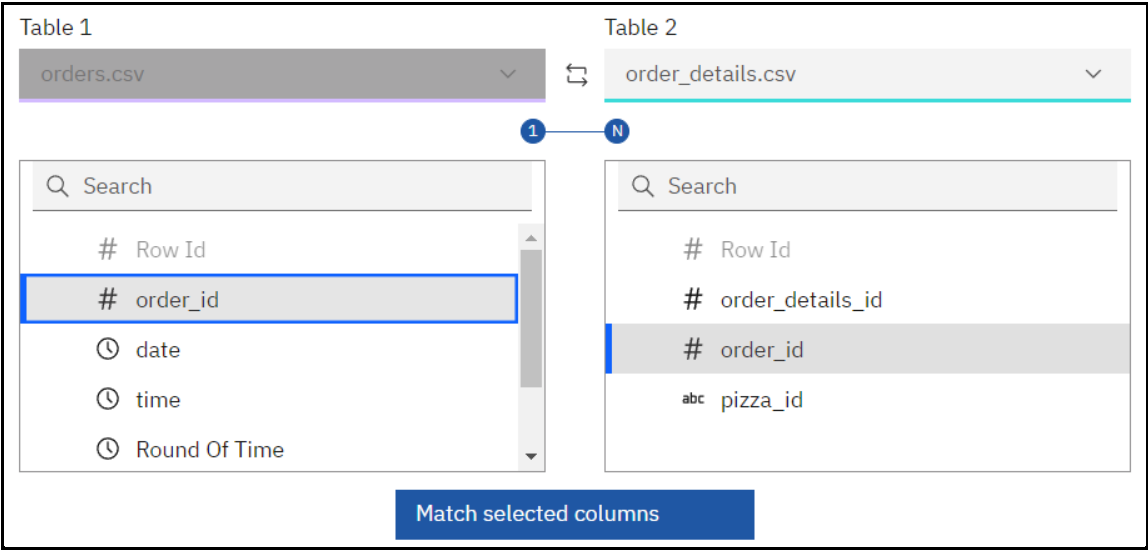 Table 1
Table 2
orders.csv
order_details.csv
1
N
Search
# Row Id
# order_id
date
time
Round Of Time
Search
# Row Id
# order_details_id
# order_id
abc pizza_id
Match selected columns